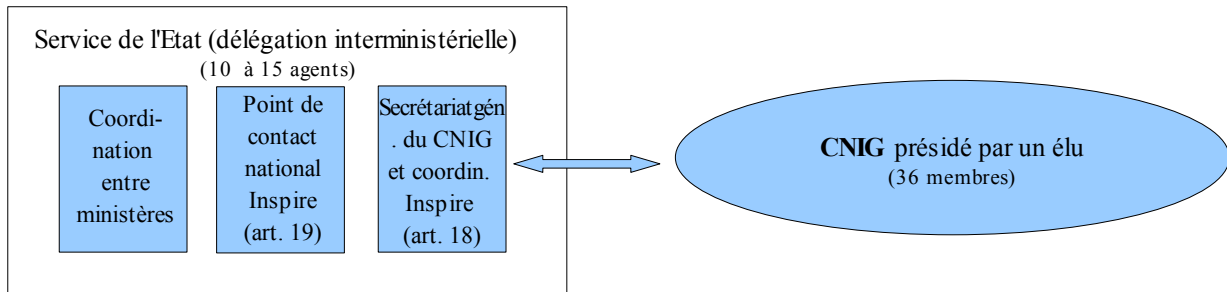 Service de l'Etat (délégation interministérielle)
(10 à 15 agents)
Coordi-
nation
entre
ministères
Point de
contact
national
Inspire
(art. 19)
Secrétariatgén
. du CNIG
et coordin.
Inspire
(art. 18)
CNIG présidé par un élu
(36 membres)